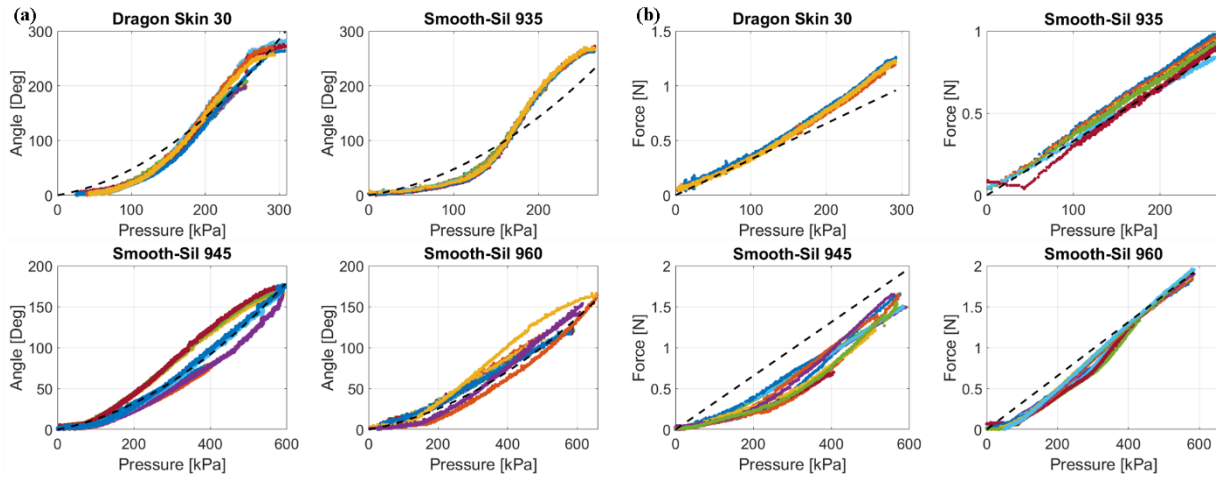 (a)
Dragon Skin 30
300
200
100
0
Angle [Deg]
0 100 200 300
Pressure [kPa]
Smooth-Sil 935
300
200
100
0
Angle [Deg]
0 100 200
Pressure [kPa]
(b)
Dragon Skin 30
1.5
1
0.5
0
Force [N]
0 100 200 300
Pressure [kPa]
Smooth-Sil 935
1
0.5
0
Force [N]
0 100 200
Pressure [kPa]
Smooth-Sil 945
200
150
100
50
0
Angle [Deg]
0 200 400 600
Pressure [kPa]
Smooth-Sil 960
200
150
100
50
0
Angle [Deg]
0 200 400 600
Pressure [kPa]
Smooth-Sil 945
2
1.5
1
0.5
0
Force [N]
0 200 400 600
Pressure [kPa]
Smooth-Sil 960
2
1.5
1
0.5
0
Force [N]
0 200 400 600
Pressure [kPa]